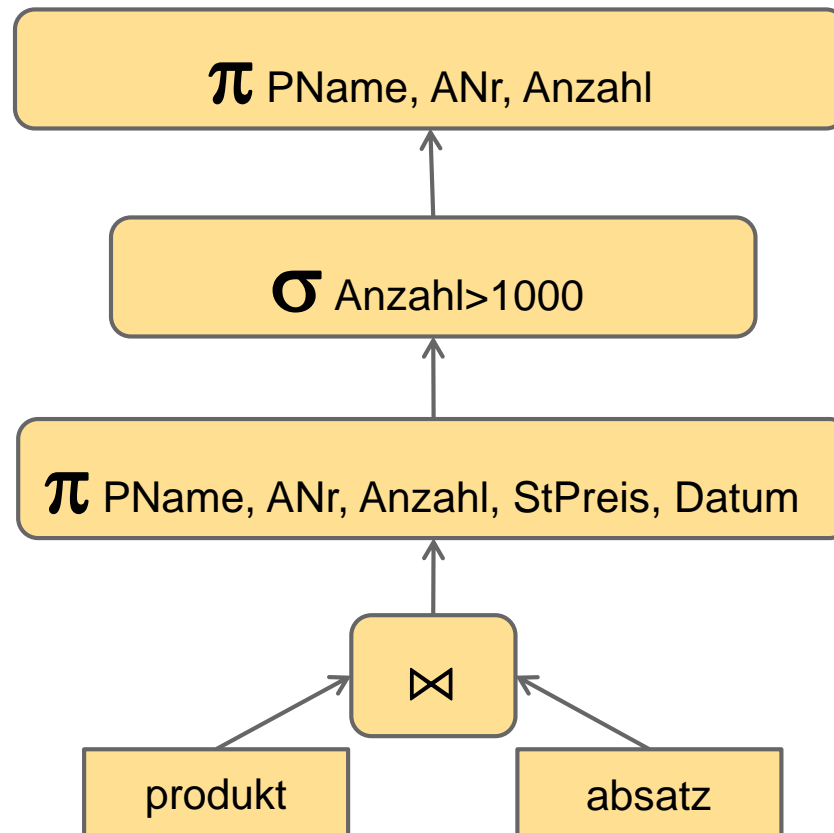 π PName, ANr, Anzahl
σ Anzahl>1000
π PName, ANr, Anzahl, StPreis, Datum
⋈
produkt
absatz